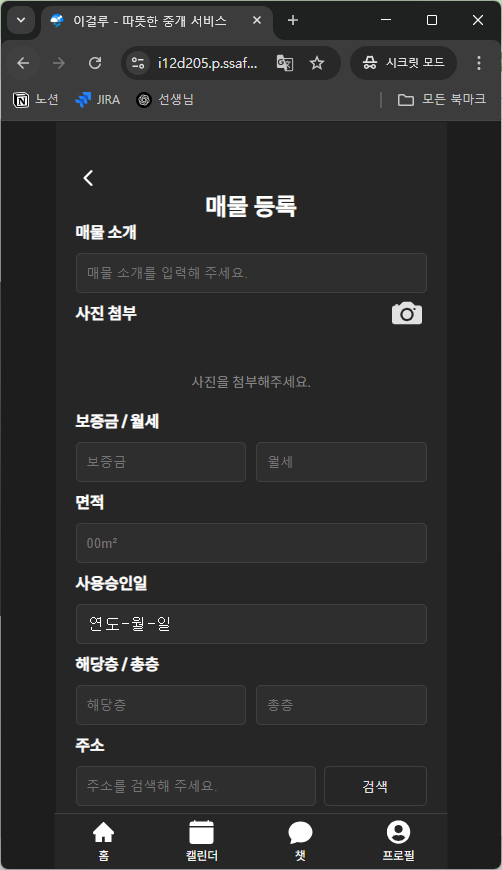 이걸루 - 따뜻한 중개 서비스
i12d205.p.ssaf...
시크릿 모드
노션
JIRA
선생님
모든 북마크
매물 등록
매물 소개
매물 소개를 입력해 주세요.
사진 첨부
사진을 첨부해주세요.
보증금 / 월세
보증금
월세
면적
00m²
사용승인일
연도-월-일
해당층 / 총층
해당층
총층
주소
주소를 검색해 주세요.
검색
홈
캘린더
챗
프로필